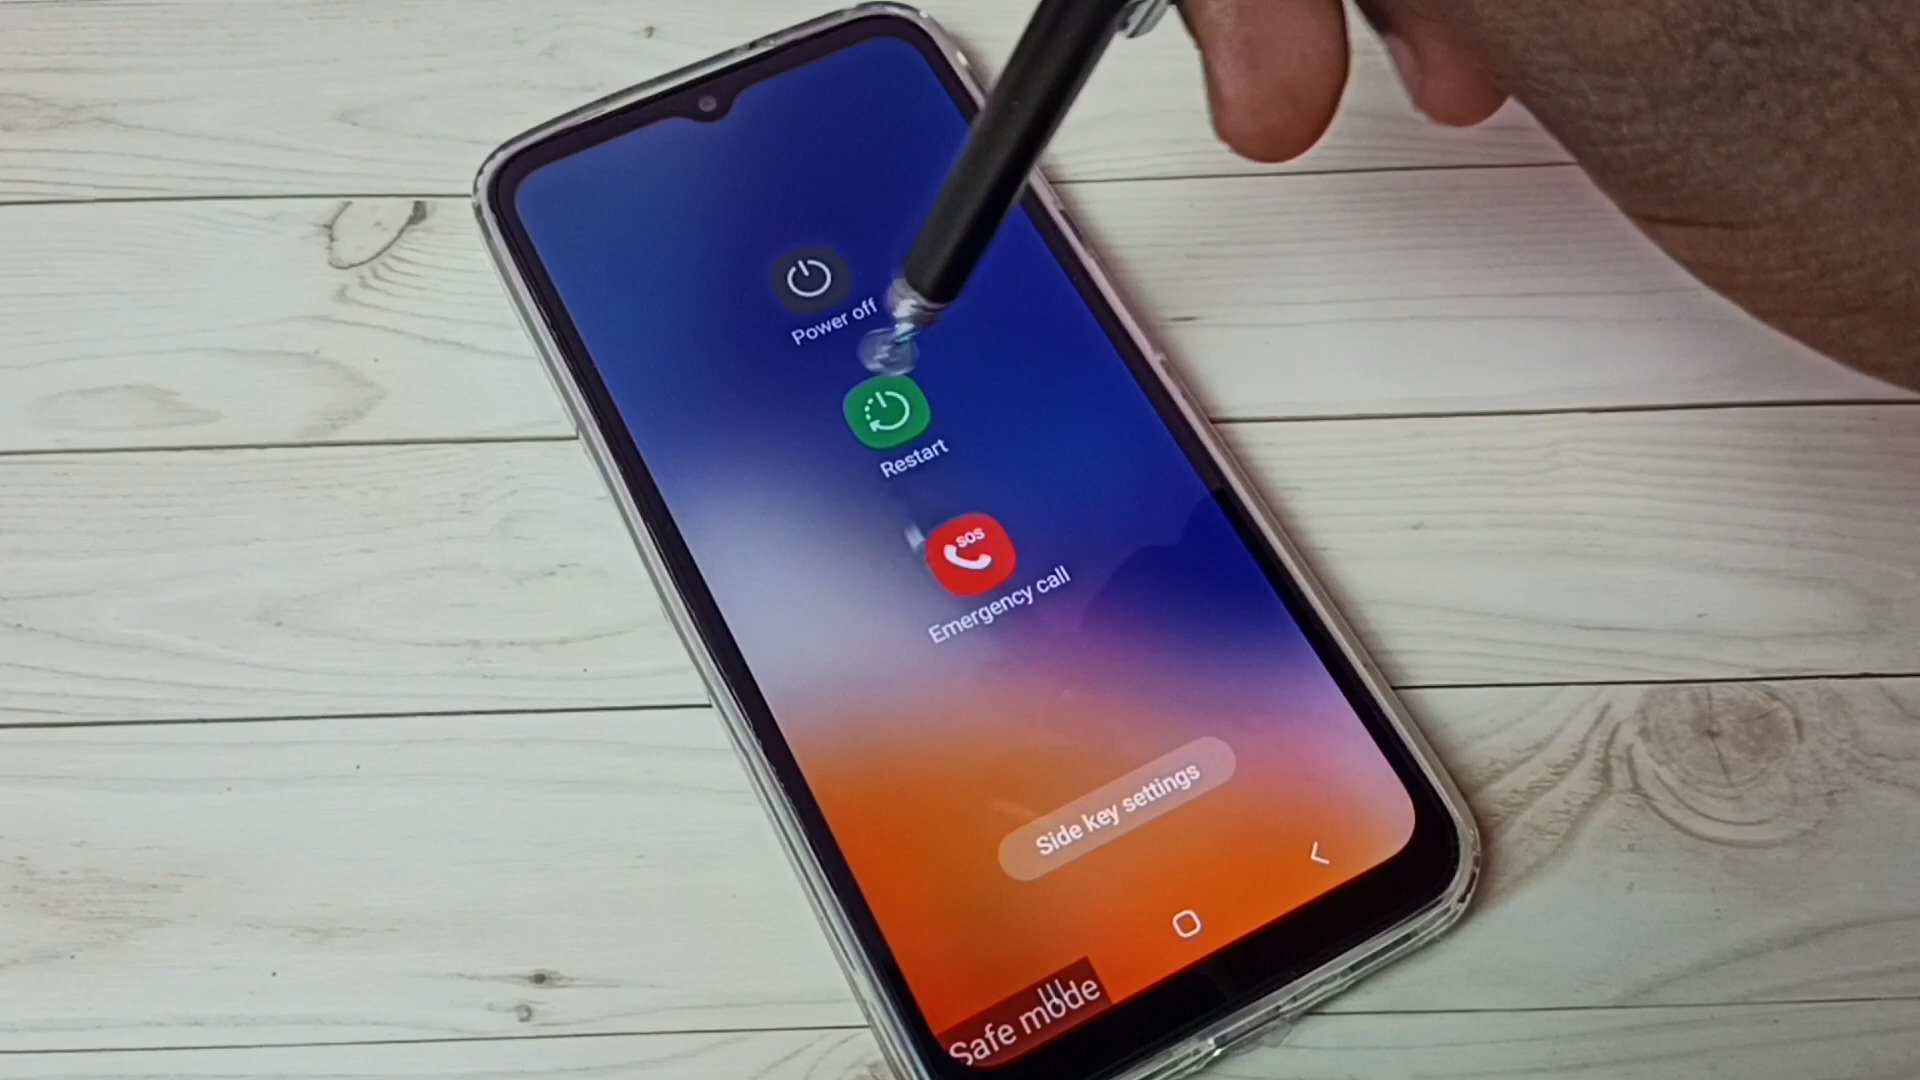 Power off
Restart
SOS
Emergency call
Side key settings
Safe mode